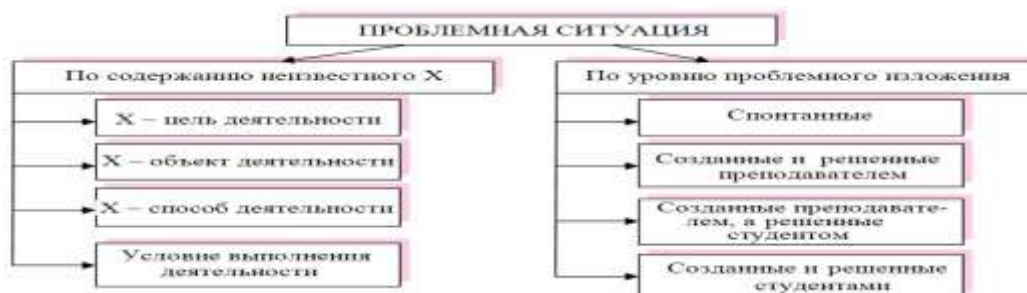 ПРОБЛЕМНАЯ СИТУАЦИЯ
По содержанию неизвестного X
X – цель деятельности
X – объект деятельности
X – способ деятельности
Условие выполнения
деятельности
По уровню проблемного изложения
Спонтанные
Созданные и решенные
преподавателем
Созданные преподавате-
лем, а решенные
студентом
Созданные и решенные
студентами